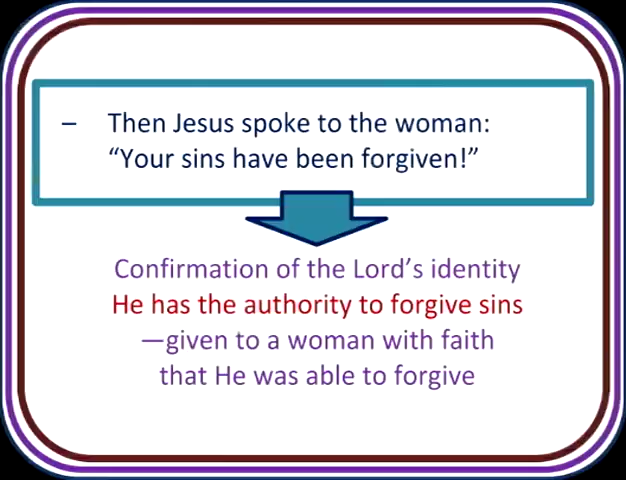 – Then Jesus spoke to the woman:
“Your sins have been forgiven!”
Confirmation of the Lord’s identity
He has the authority to forgive sins
—given to a woman with faith
that He was able to forgive